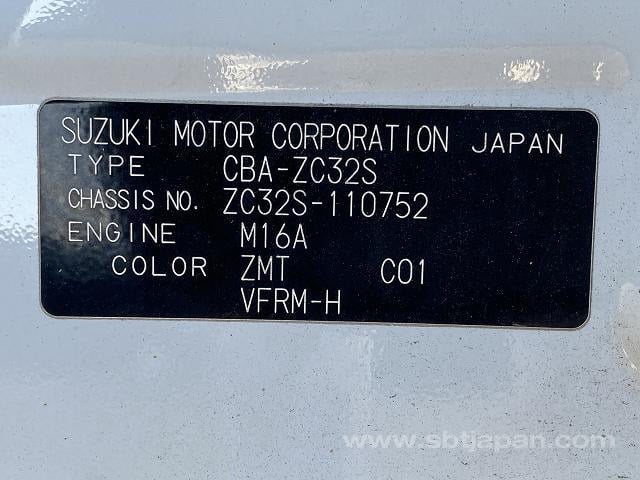 SUZUKI MOTOR CORPORATION JAPAN
TYPE CBA-ZC32S
CHASSIS NO. ZC32S-110752
ENGINE M16A
COLOR ZMT C01
VFRM-H
www.sbtjapan.com